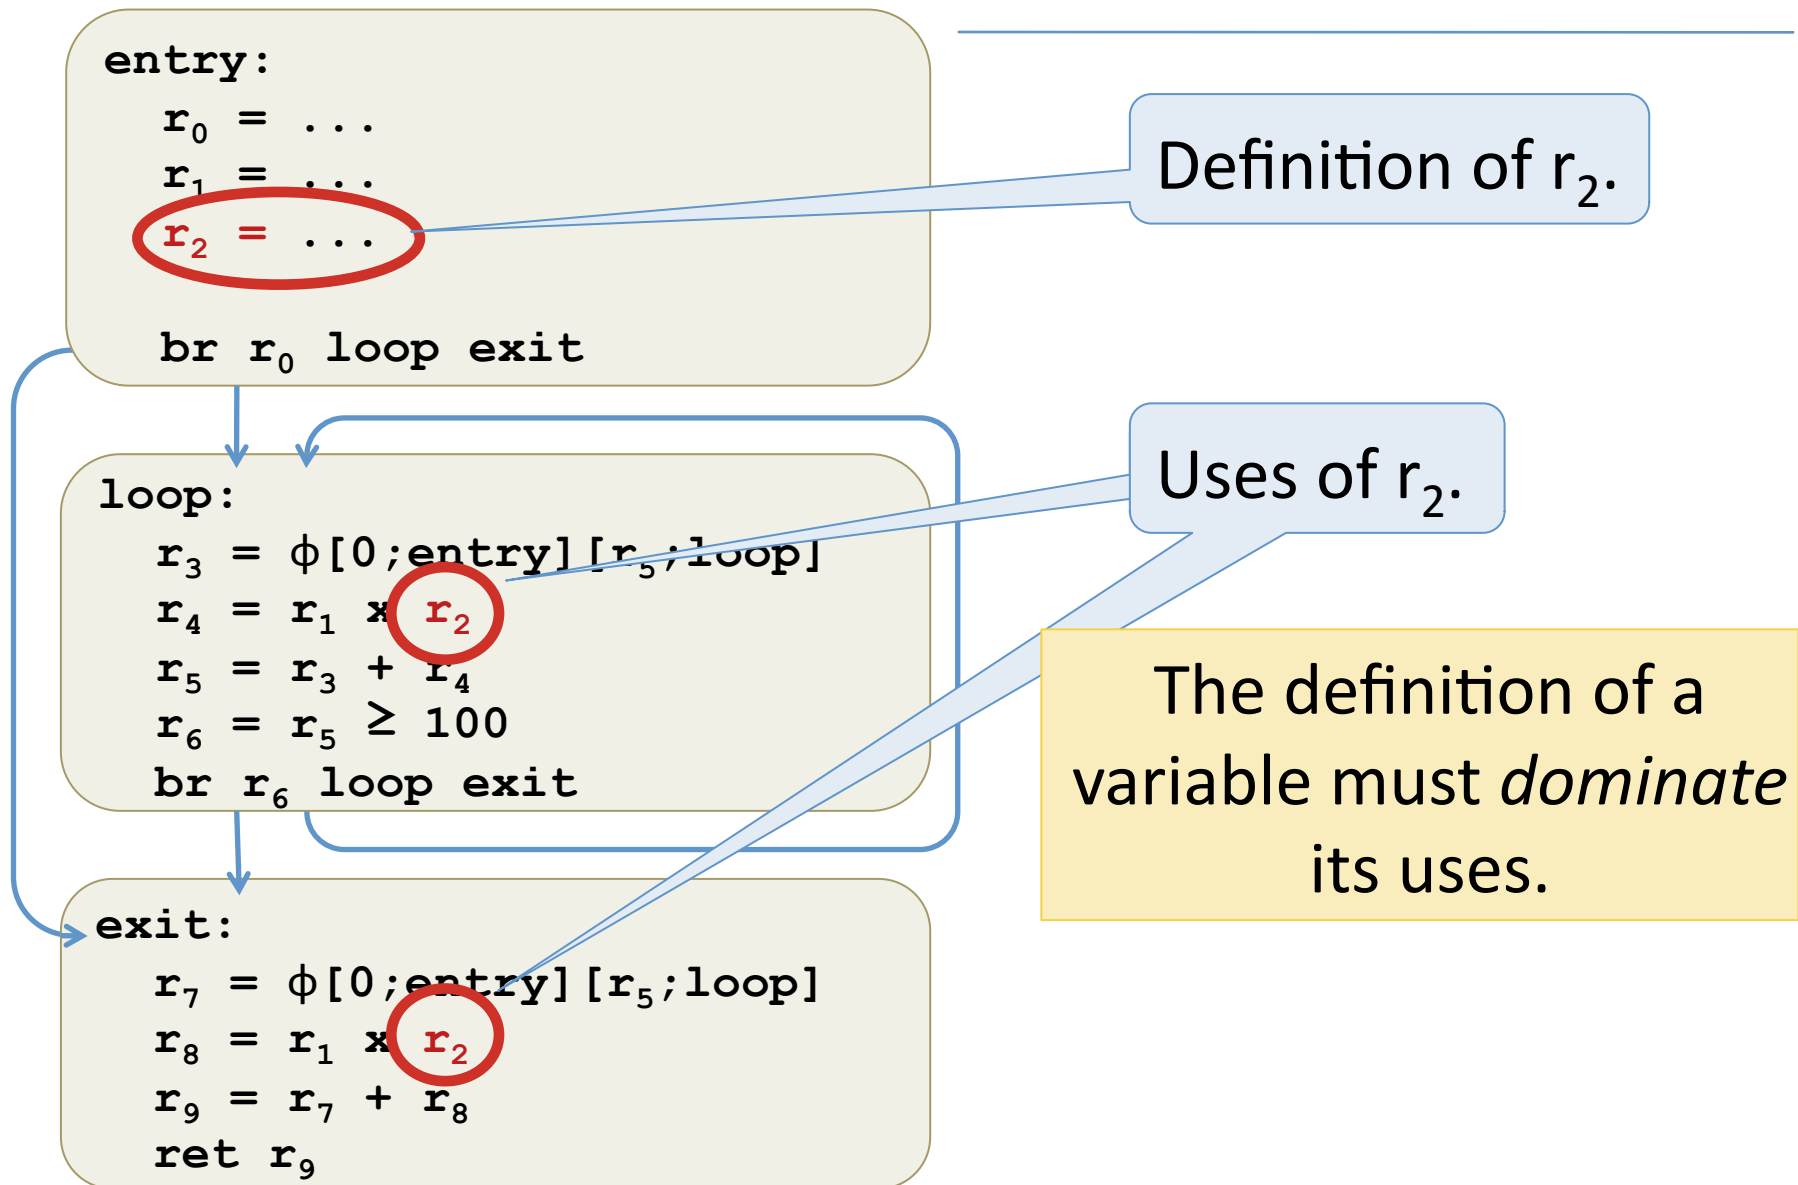 entry:
r₀ = ...
r₁ = ...
r₂ = ...
br r₀ loop exit
Definition of r₂.
loop:
r₃ = ϕ[0;entry][r₅;loop]
r₄ = r₁ x r₂
r₅ = r₃ + r₄
r₆ = r₅ ≥ 100
br r₆ loop exit
Uses of r₂.
The definition of a
variable must dominate
its uses.
exit:
r₇ = ϕ[0;entry][r₅;loop]
r₈ = r₁ x r₂
r₉ = r₇ + r₈
ret r₉